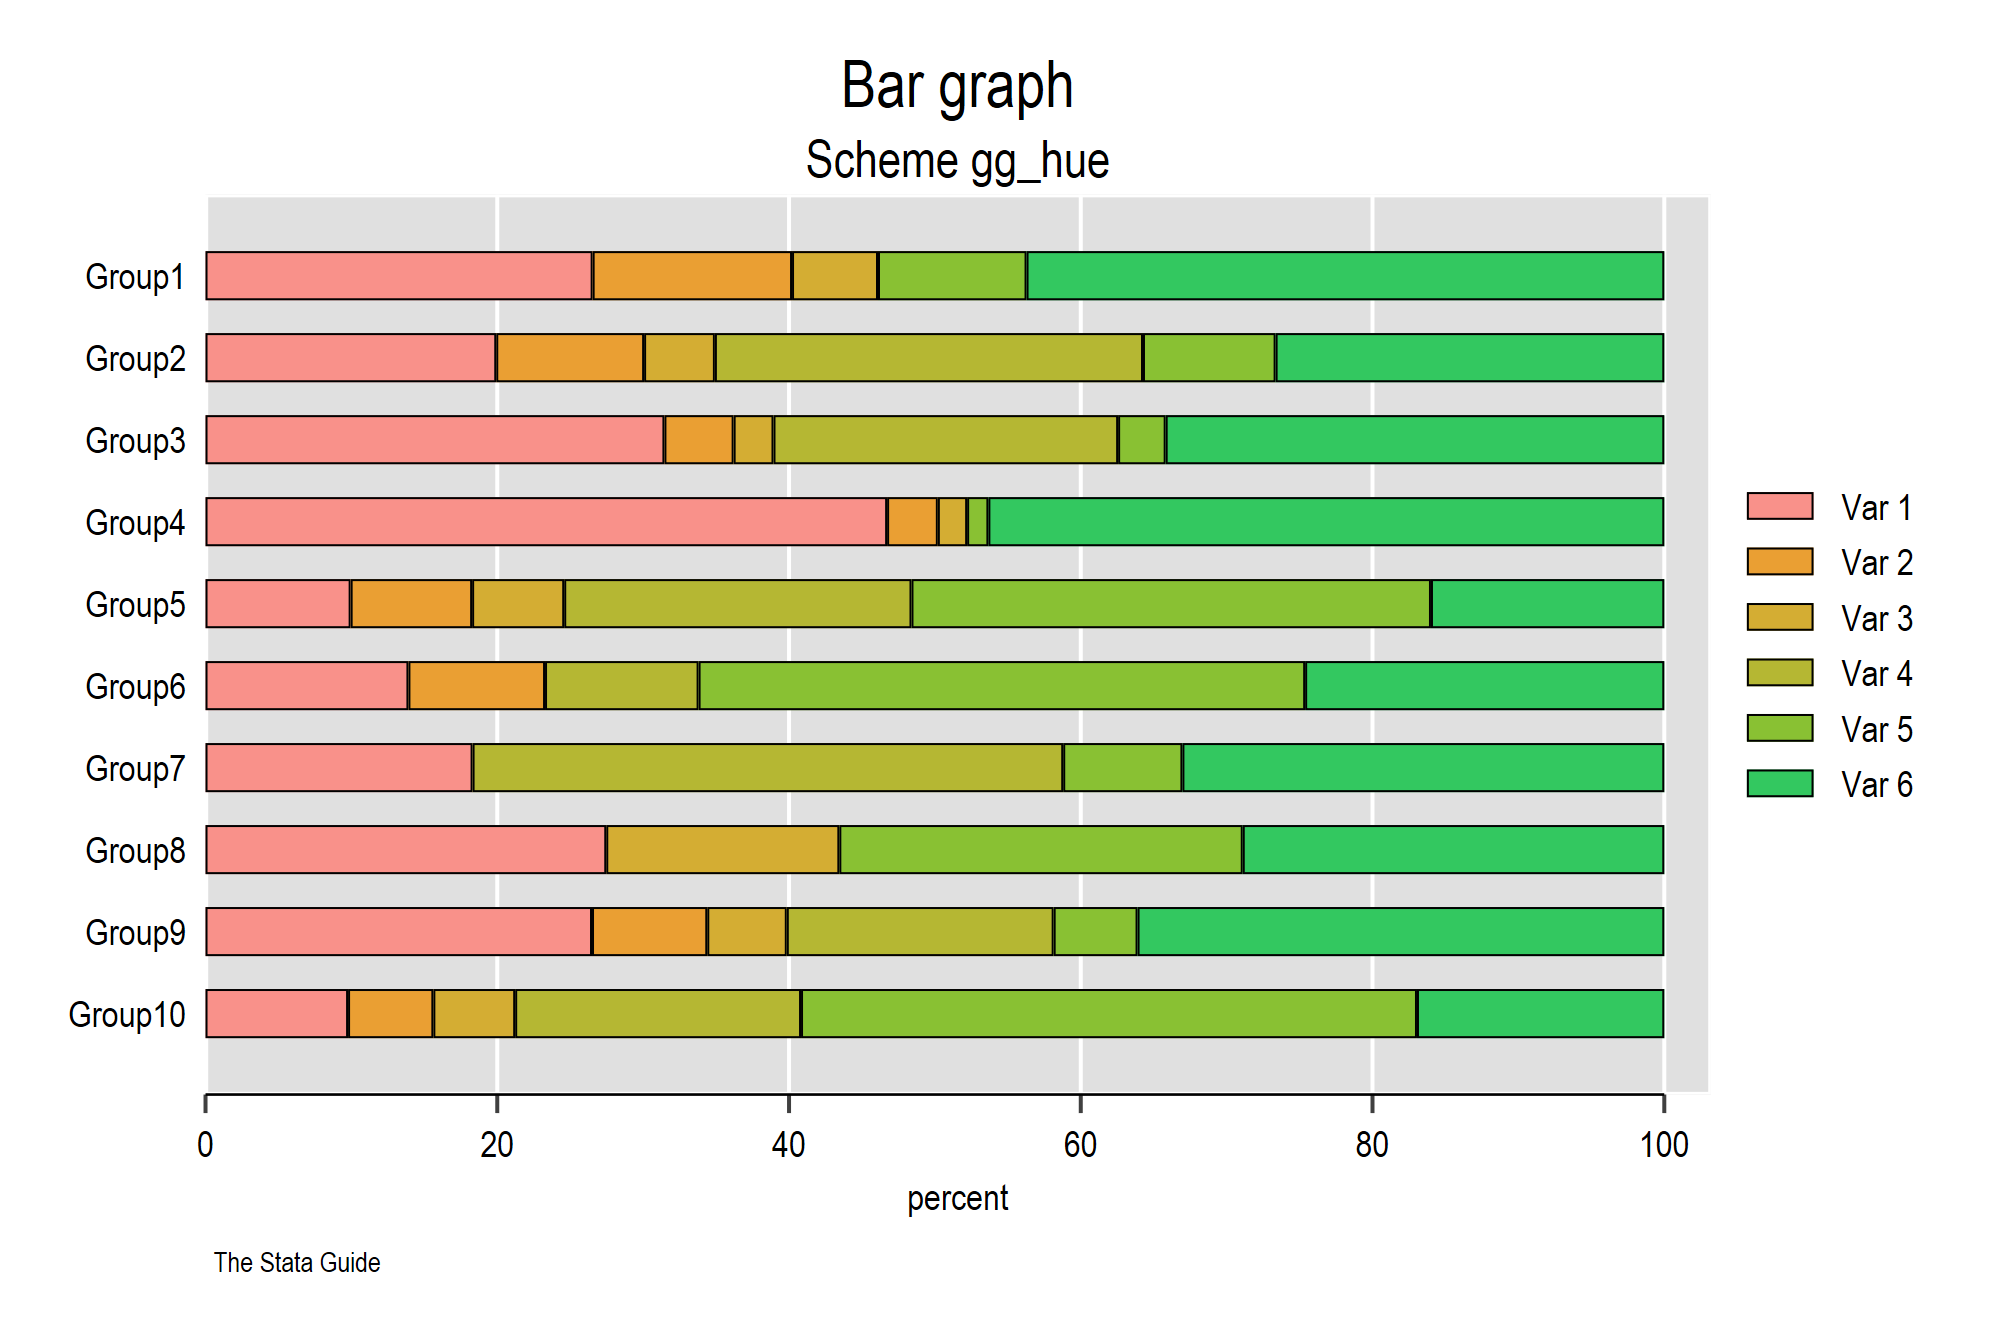 Bar graph
Scheme gg_hue
Group1
Group2
Group3
Group4
Group5
Group6
Group7
Group8
Group9
Group10
Var 1
Var 2
Var 3
Var 4
Var 5
Var 6
0 20 40 60 80 100
percent
The Stata Guide